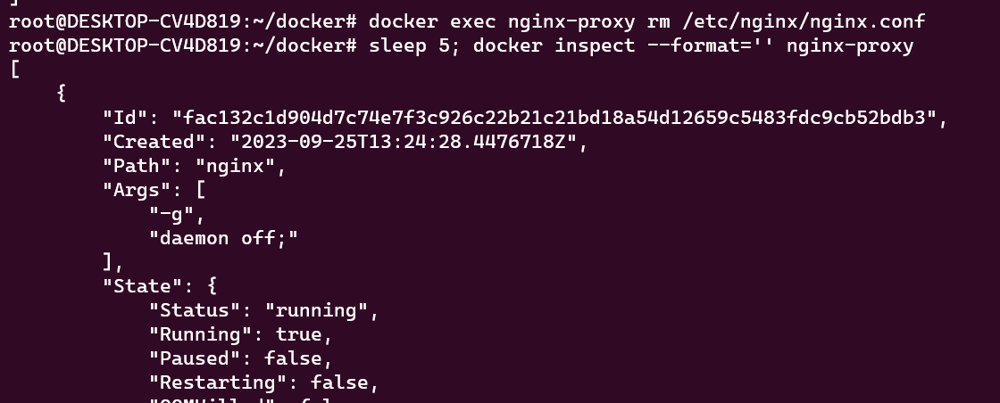 ]
root@DESKTOP-CV4D819:~/docker# docker exec nginx-proxy rm /etc/nginx/nginx.conf
root@DESKTOP-CV4D819:~/docker# sleep 5; docker inspect --format='' nginx-proxy
[
    {
        "Id": "fac132c1d904d7c74e7f3c926c22b21c21bd18a54d12659c5483fdc9cb52bdb3",
        "Created": "2023-09-25T13:24:28.4476718Z",
        "Path": "nginx",
        "Args": [
            "-g",
            "daemon off;"
        ],
        "State": {
            "Status": "running",
            "Running": true,
            "Paused": false,
            "Restarting": false,